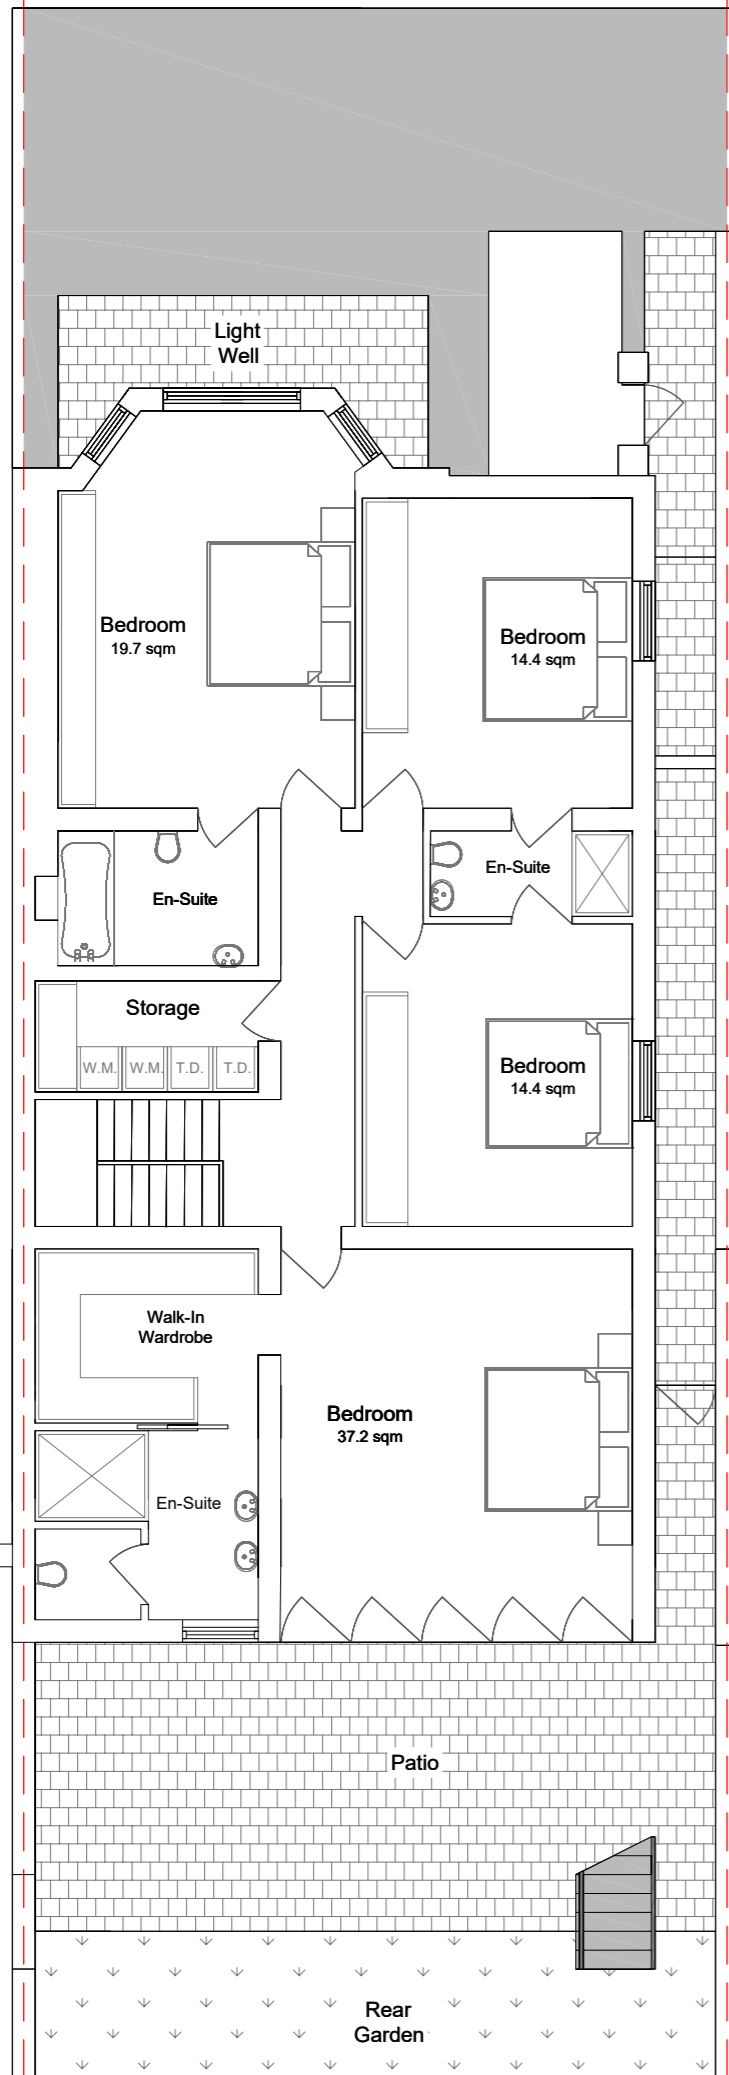 Light
Well
Bedroom
19.7 sqm
Bedroom
14.4 sqm
En-Suite
En-Suite
Storage
W.M. W.M. T.D. T.D.
Bedroom
14.4 sqm
Walk-In
Wardrobe
Bedroom
37.2 sqm
En-Suite
Patio
Rear
Garden